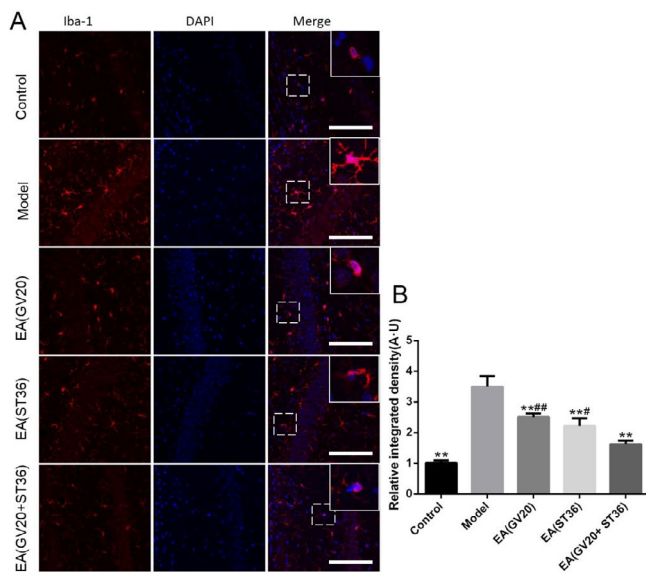 A
Iba-1 DAPI Merge
Control
Model
EA(GV20)
EA(ST36)
EA(GV20+ST36)
B
Relative integrated density(A·U)
5
4
3
2
1
0
**
**##
**#
**
Control
Model
EA(GV20)
EA(ST36)
EA(GV20+ ST36)